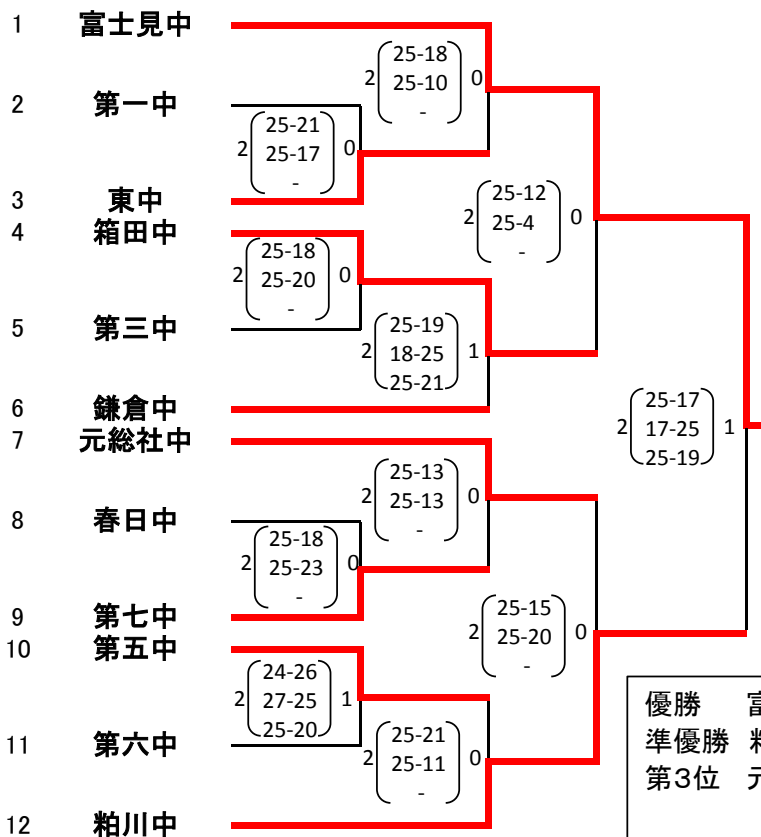 1 富士見中
2 第一中
3 東中
4 箱田中
5 第三中
6 鎌倉中
7 元総社中
8 春日中
9 第七中
10 第五中
11 第六中
12 粕川中
2 25-21 0
25-17
-
2 25-18 0
25-20
-
2 25-18 0
25-23
-
2 24-26 1
27-25
25-20
2 25-18 0
25-10
-
2 25-19 1
18-25
25-21
2 25-13 0
25-13
-
2 25-21 0
25-11
-
2 25-12 0
25-4
-
2 25-15 0
25-20
-
2 25-17 1
17-25
25-19
優勝 富
準優勝
第3位 元